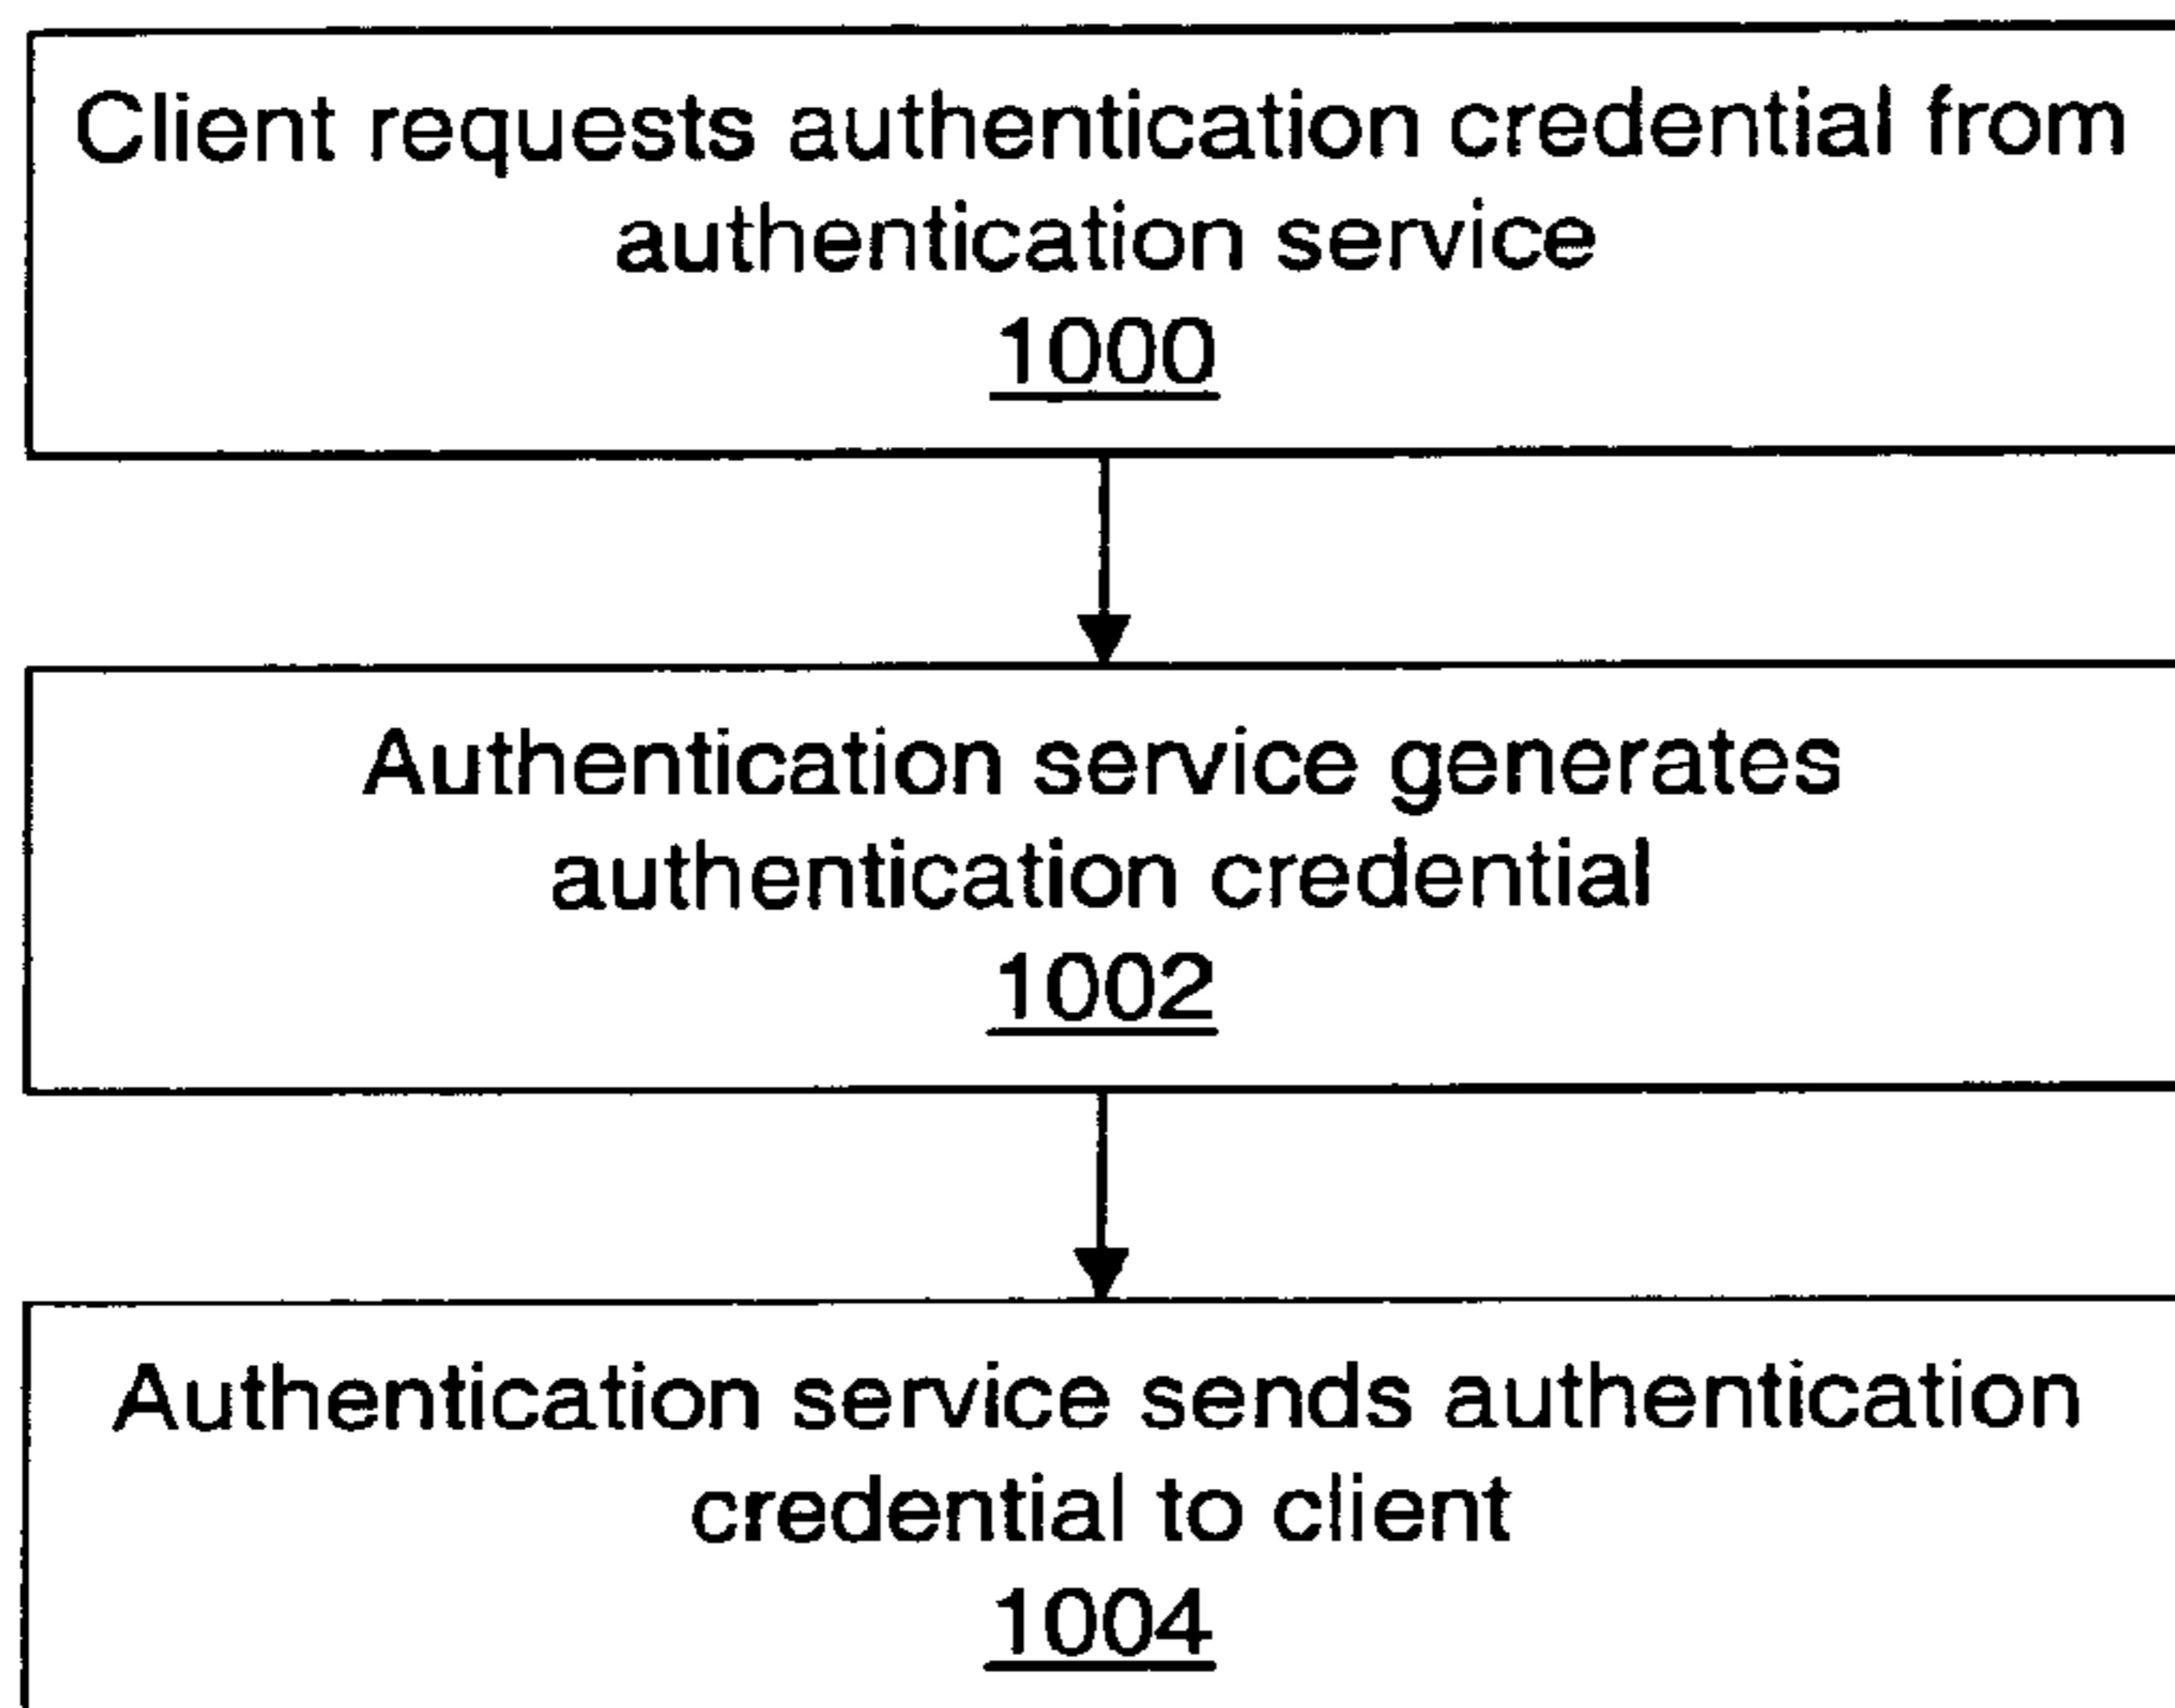 Client requests authentication credential from
authentication service
1000
Authentication service generates
authentication credential
1002
Authentication service sends authentication
credential to client
1004